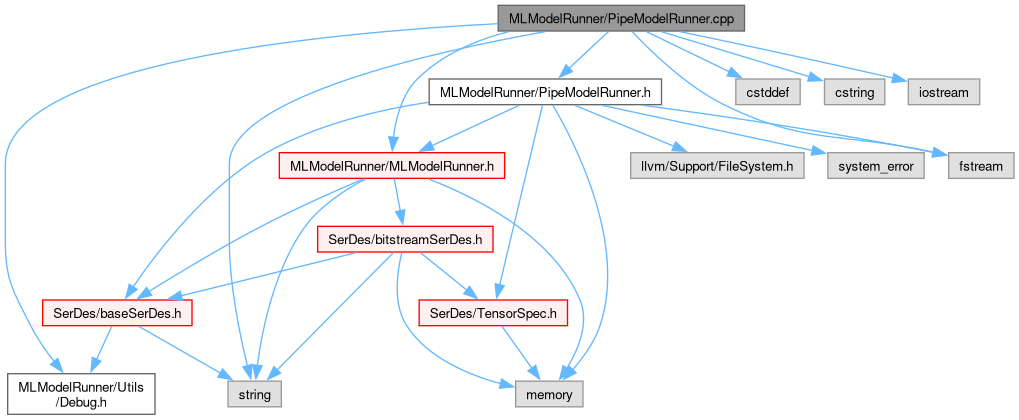 MLModelRunner/PipeModelRunner.cpp
MLModelRunner/PipeModelRunner.h
cstddef
cstring
iostream
MLModelRunner/MLModelRunner.h
llvm/Support/FileSystem.h
system_error
fstream
SerDes/bitstreamSerDes.h
SerDes/baseSerDes.h
SerDes/TensorSpec.h
MLModelRunner/Utils
/Debug.h
string
memory